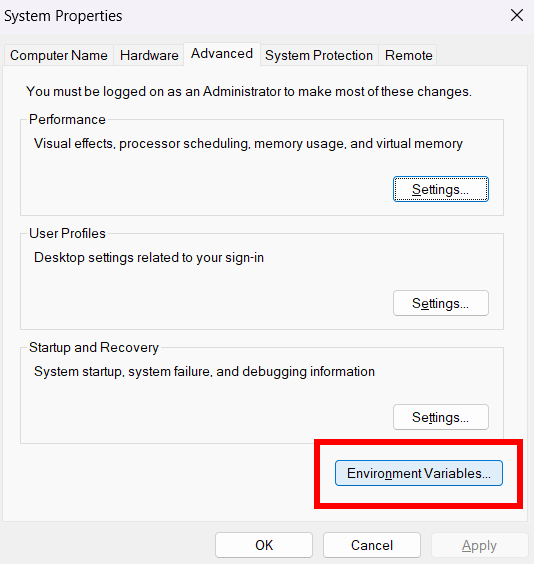 System Properties
Computer Name Hardware Advanced System Protection Remote
You must be logged on as an Administrator to make most of these changes.
Performance
Visual effects, processor scheduling, memory usage, and virtual memory
Settings...
User Profiles
Desktop settings related to your sign-in
Settings...
Startup and Recovery
System startup, system failure, and debugging information
Settings...
Environment Variables...
OK Cancel Apply